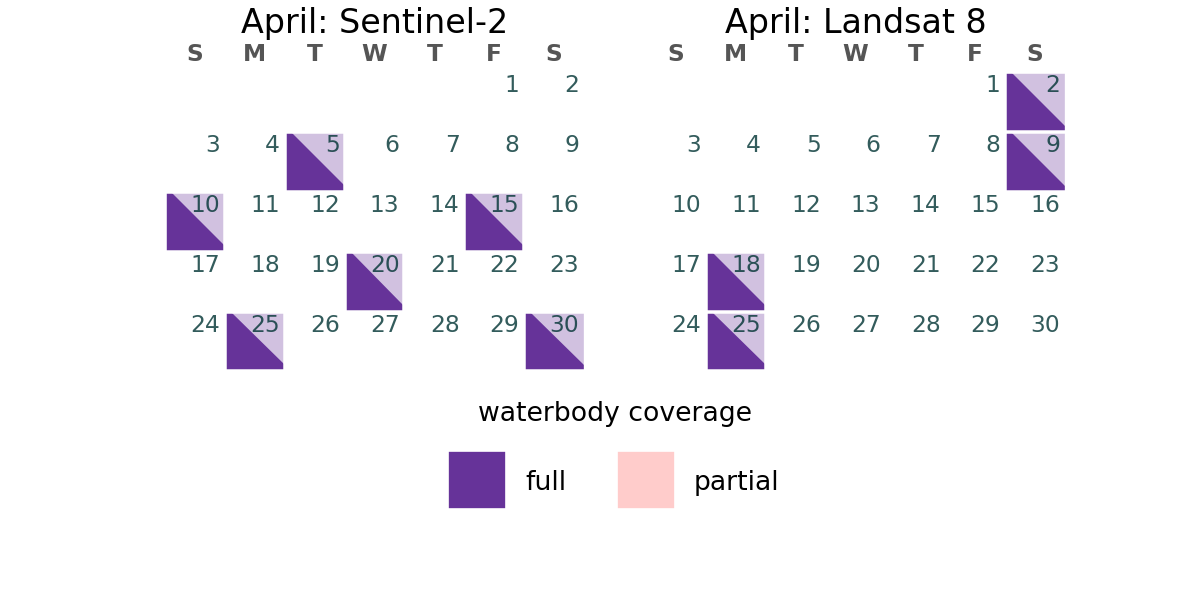 April: Sentinel-2
S M T W T F S
1 2
3 4 5 6 7 8 9
10 11 12 13 14 15 16
17 18 19 20 21 22 23
24 25 26 27 28 29 30
April: Landsat 8
S M T W T F S
1 2
3 4 5 6 7 8 9
10 11 12 13 14 15 16
17 18 19 20 21 22 23
24 25 26 27 28 29 30
waterbody coverage
full
partial